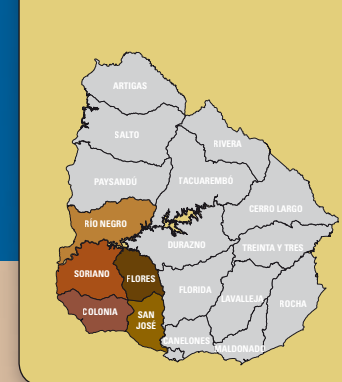 ARTIGAS
SALTO
RIVERA
PAYSANDÚ
TACUAREMBÓ
CERRO LARGO
RÍO NEGRO
DURAZNO
TREINTA Y TRES
SORIANO
FLORES
FLORIDA
LAVALLEJA
ROCHA
COLONIA
SAN
JOSÉ
CANELONES
MALDONADO